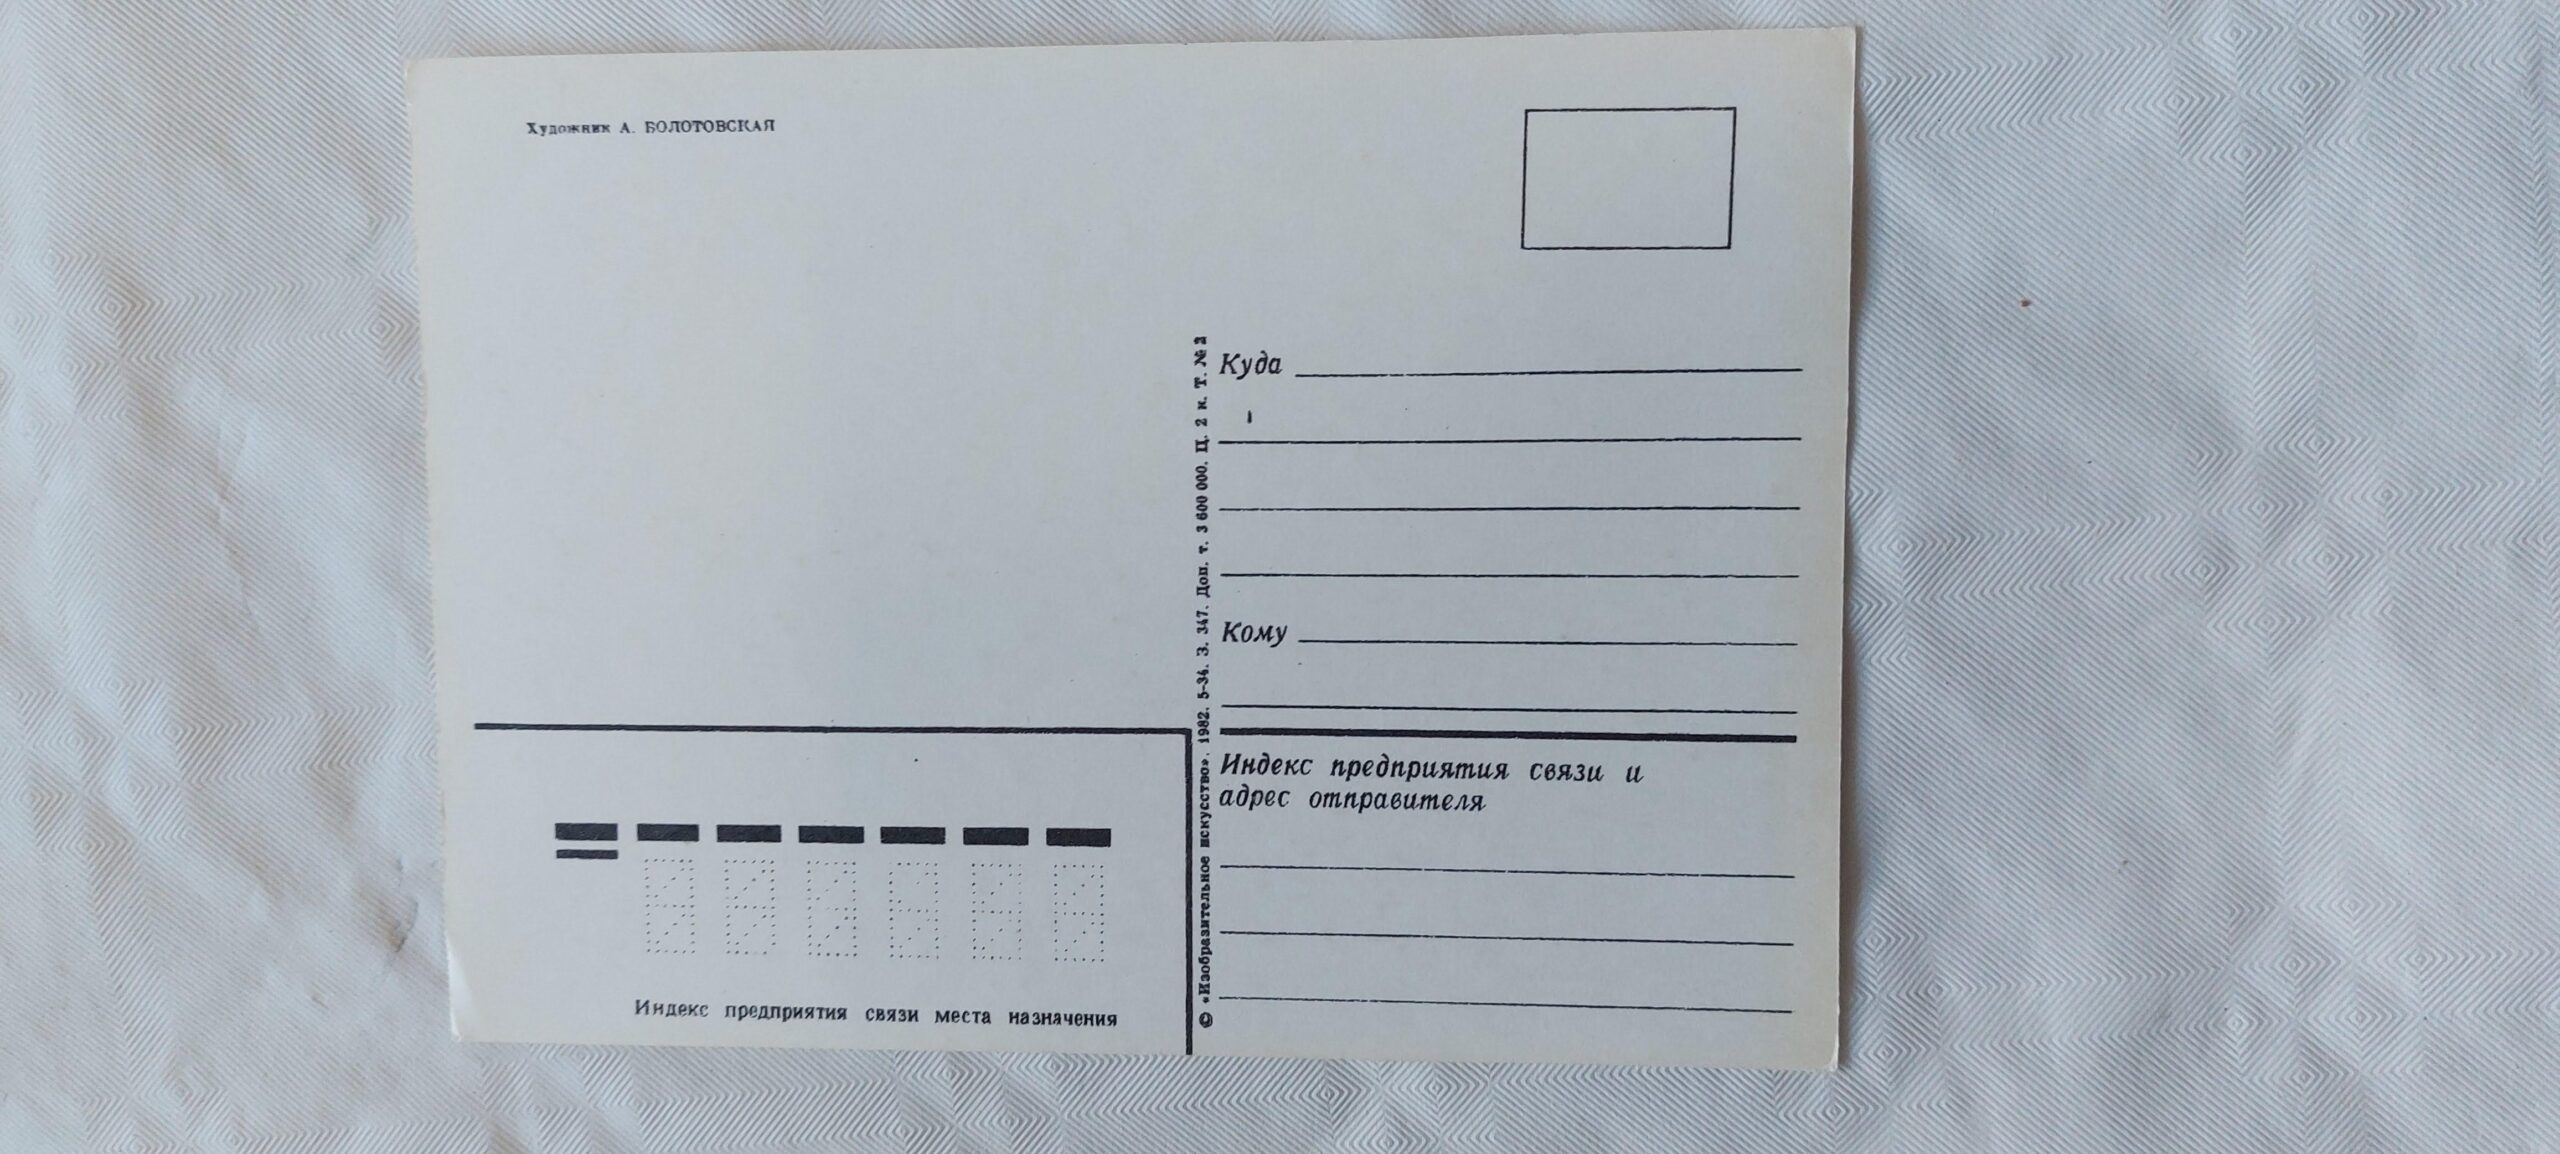 Художник А. БОЛОТОВСКАЯ
Куда
Кому
Индекс предприятия связи и
адрес отправителя
Индекс предприятия связи места назначения
© «Изобразительное искусство». 1982. 5-34. З. 347. Доп. т. 3 600 000. Ц. 2 к. Т. № 2